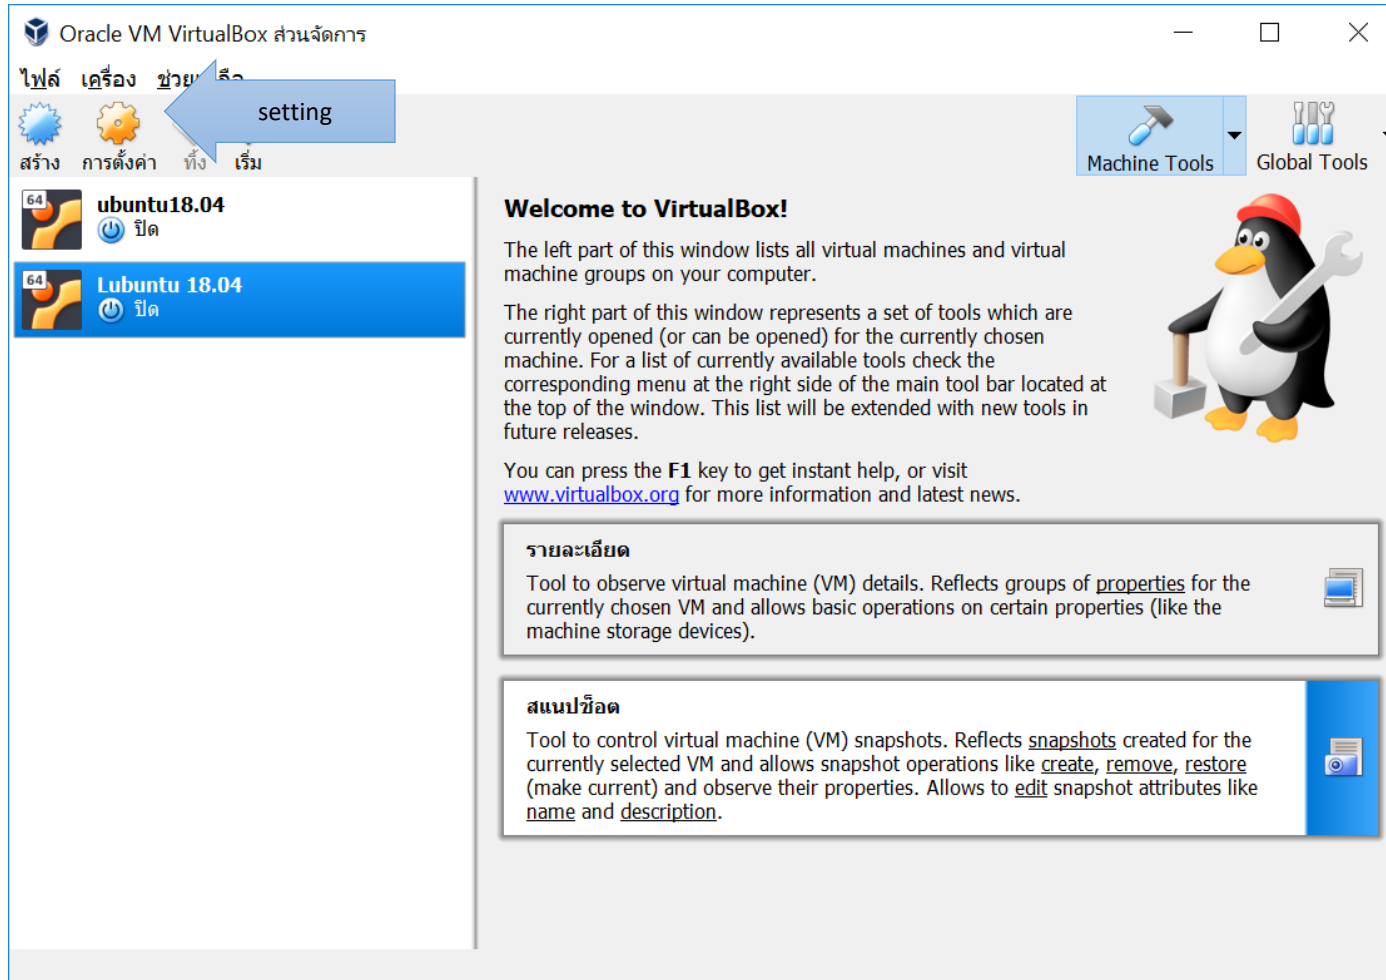 Oracle VM VirtualBox ส่วนจัดการ
ไฟล์ เครื่อง
setting
สร้าง การตั้งค่า ทิ้ง เริ่ม
Machine Tools Global Tools
64
ubuntu18.04
ปิด
64
Lubuntu 18.04
ปิด
Welcome to VirtualBox!
The left part of this window lists all virtual machines and virtual
machine groups on your computer.
The right part of this window represents a set of tools which are
currently opened (or can be opened) for the currently chosen
machine. For a list of currently available tools check the
corresponding menu at the right side of the main tool bar located at
the top of the window. This list will be extended with new tools in
future releases.
You can press the F1 key to get instant help, or visit
www.virtualbox.org for more information and latest news.
รายละเอียด
Tool to observe virtual machine (VM) details. Reflects groups of properties for the
currently chosen VM and allows basic operations on certain properties (like the
machine storage devices).
สแนปช็อต
Tool to control virtual machine (VM) snapshots. Reflects snapshots created for the
currently selected VM and allows snapshot operations like create, remove, restore
(make current) and observe their properties. Allows to edit snapshot attributes like
name and description.